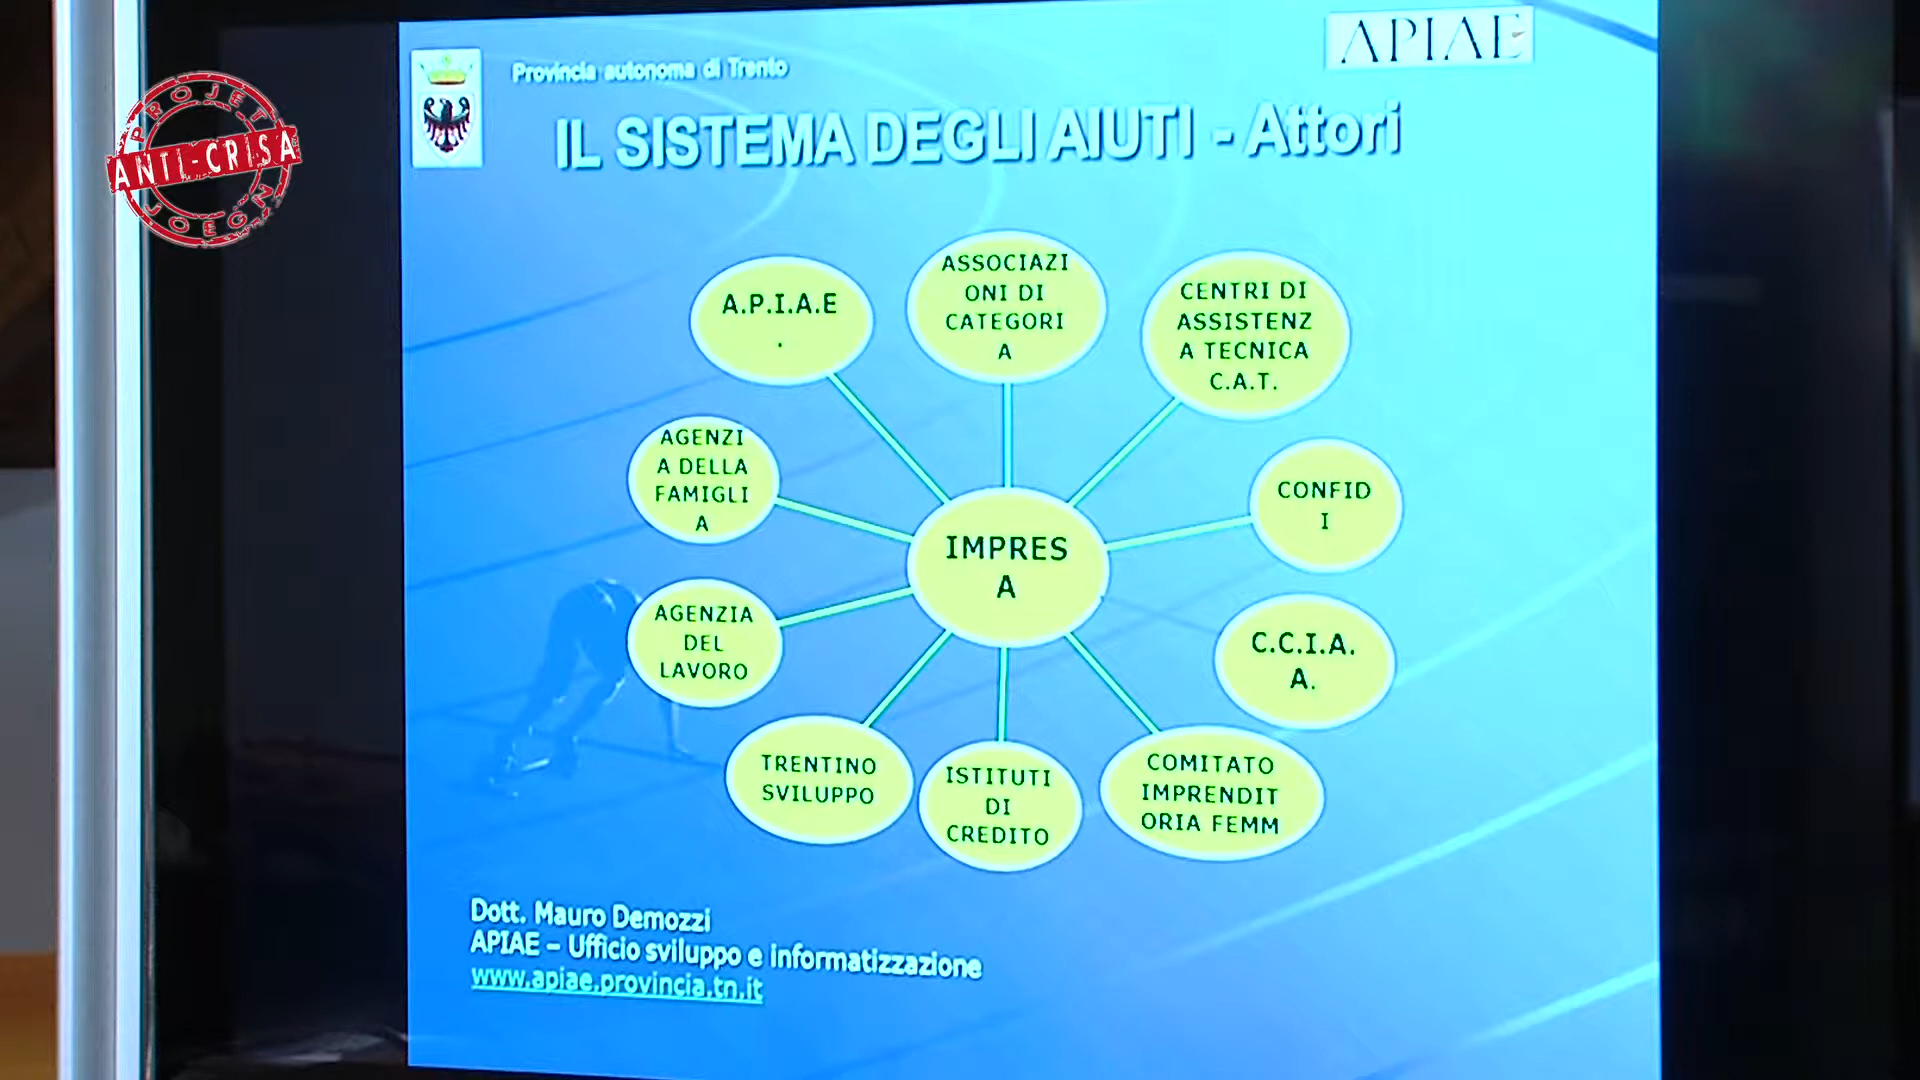 PROJET
ANTI-CRISA
JOEGN
Provincia autonoma di Trento
APIAE
IL SISTEMA DEGLI AIUTI - Attori
A.P.I.A.E
.
ASSOCIAZI
ONI DI
CATEGORI
A
CENTRI DI
ASSISTENZ
A TECNICA
C.A.T.
AGENZI
A DELLA
FAMIGLI
A
CONFID
I
IMPRES
A
AGENZIA
DEL
LAVORO
C.C.I.A.
A.
TRENTINO
SVILUPPO
ISTITUTI
DI
CREDITO
COMITATO
IMPRENDIT
ORIA FEMM
Dott. Mauro Demozzi
APIAE – Ufficio sviluppo e informatizzazione
www.apiae.provincia.tn.it